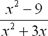 x² − 9
x² + 3x